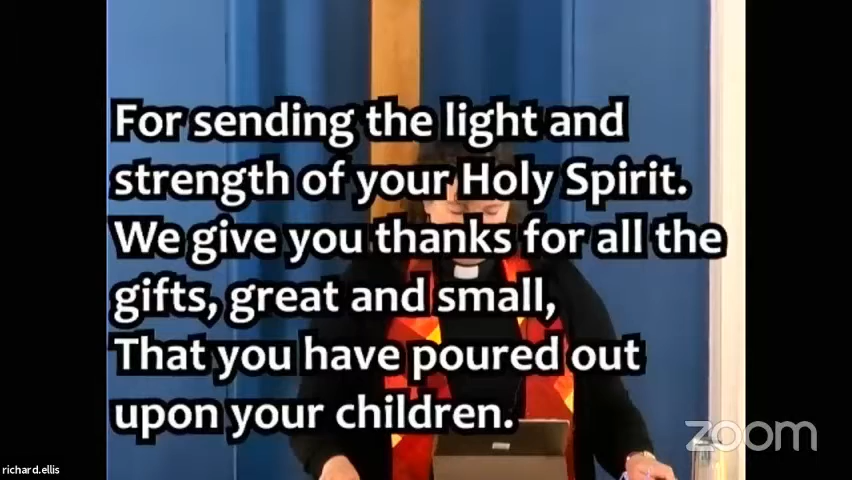 For sending the light and
strength of your Holy Spirit.
We give you thanks for all the
gifts, great and small,
That you have poured out
upon your children.
zoom
richard.ellis